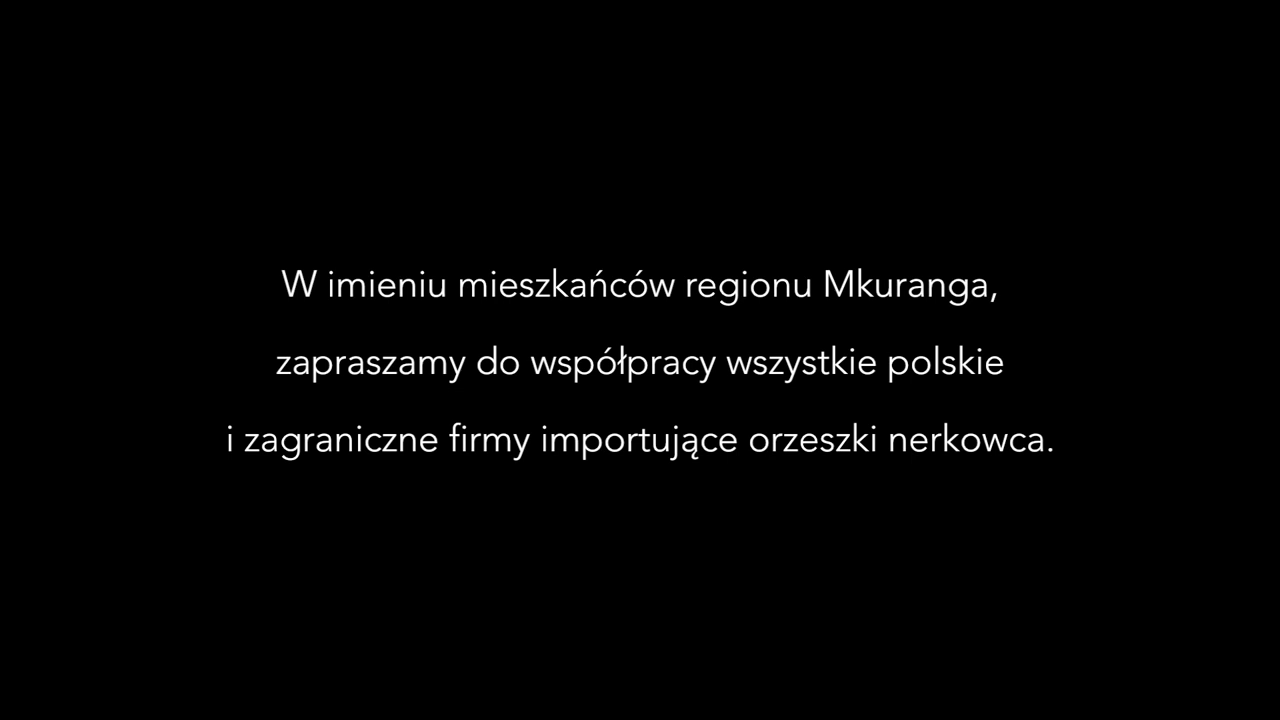 W imieniu mieszkańców regionu Mkuranga,
zapraszamy do współpracy wszystkie polskie
i zagraniczne firmy importujące orzeszki nerkowca.